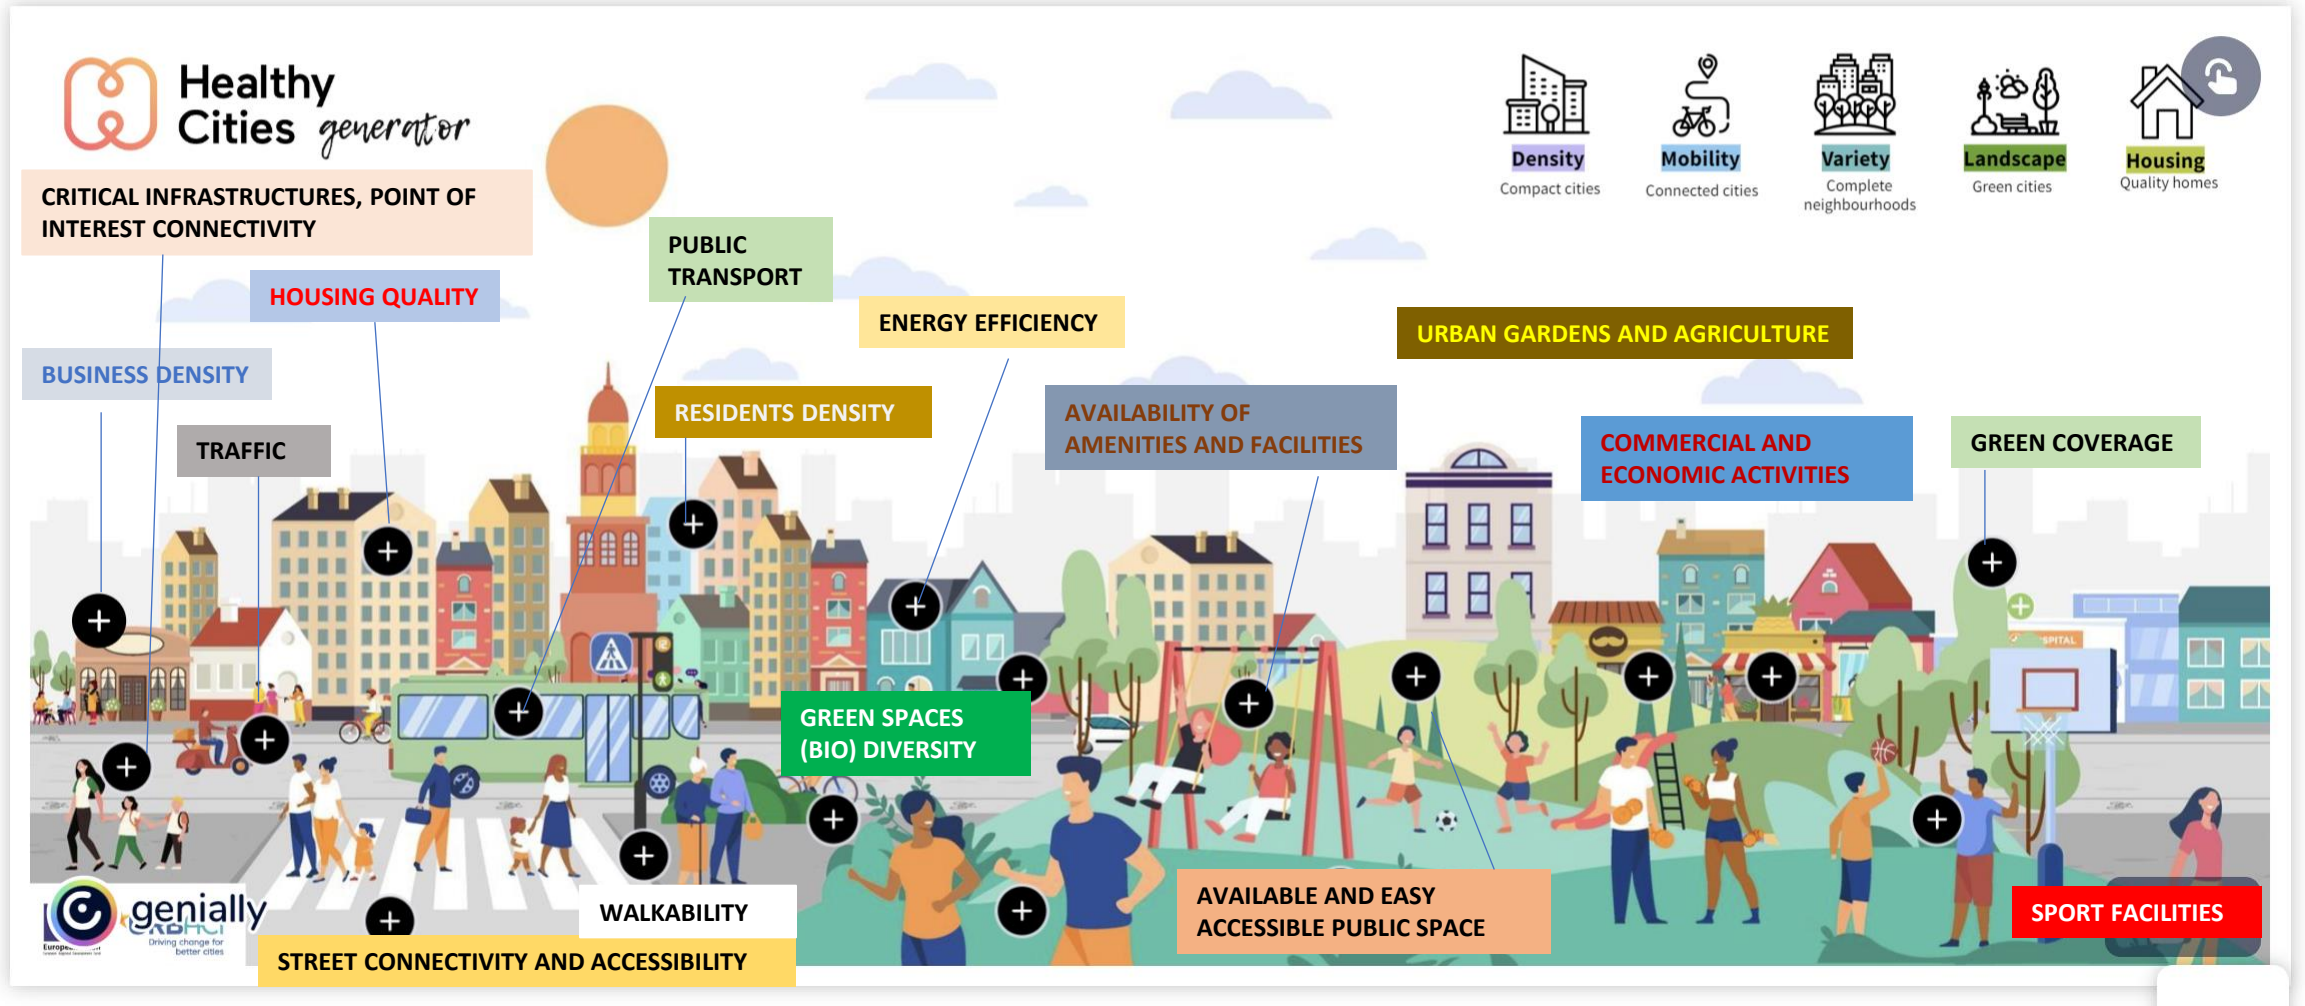 Healthy
Cities generator
Density
Compact cities
Mobility
Connected cities
Variety
Complete
neighbourhoods
Landscape
Green cities
Housing
Quality homes
CRITICAL INFRASTRUCTURES, POINT OF
INTEREST CONNECTIVITY
PUBLIC
TRANSPORT
HOUSING QUALITY
ENERGY EFFICIENCY
URBAN GARDENS AND AGRICULTURE
BUSINESS DENSITY
RESIDENTS DENSITY
AVAILABILITY OF
AMENITIES AND FACILITIES
COMMERCIAL AND
ECONOMIC ACTIVITIES
GREEN COVERAGE
TRAFFIC
GREEN SPACES
(BIO) DIVERSITY
WALKABILITY
AVAILABLE AND EASY
ACCESSIBLE PUBLIC SPACE
SPORT FACILITIES
genially
Driving change for
better cities
STREET CONNECTIVITY AND ACCESSIBILITY